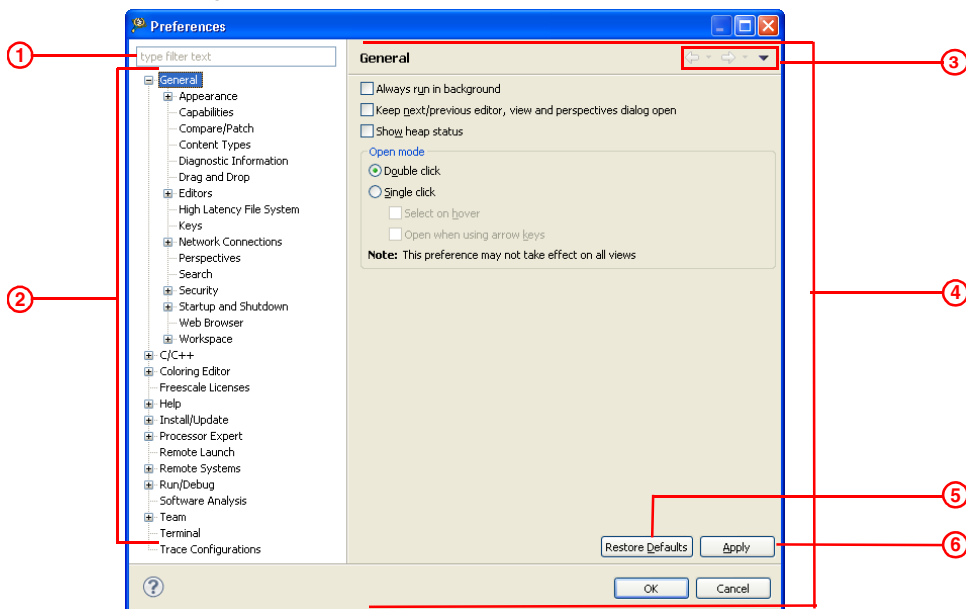 Preferences
1
type filter text
General
3
General
Appearance
Capabilities
Compare/Patch
Content Types
Diagnostic Information
Drag and Drop
Editors
High Latency File System
Keys
Network Connections
Perspectives
Search
Security
Startup and Shutdown
Web Browser
Workspace
C/C++
Coloring Editor
Freescale Licenses
Help
Install/Update
Processor Expert
Remote Launch
Remote Systems
Run/Debug
Software Analysis
Team
Terminal
Trace Configurations
2
Always run in background
Keep next/previous editor, view and perspectives dialog open
Show heap status
Open mode
Double click
Single click
Select on hover
Open when using arrow keys
Note: This preference may not take effect on all views
4
5
Restore Defaults Apply
6
? OK Cancel